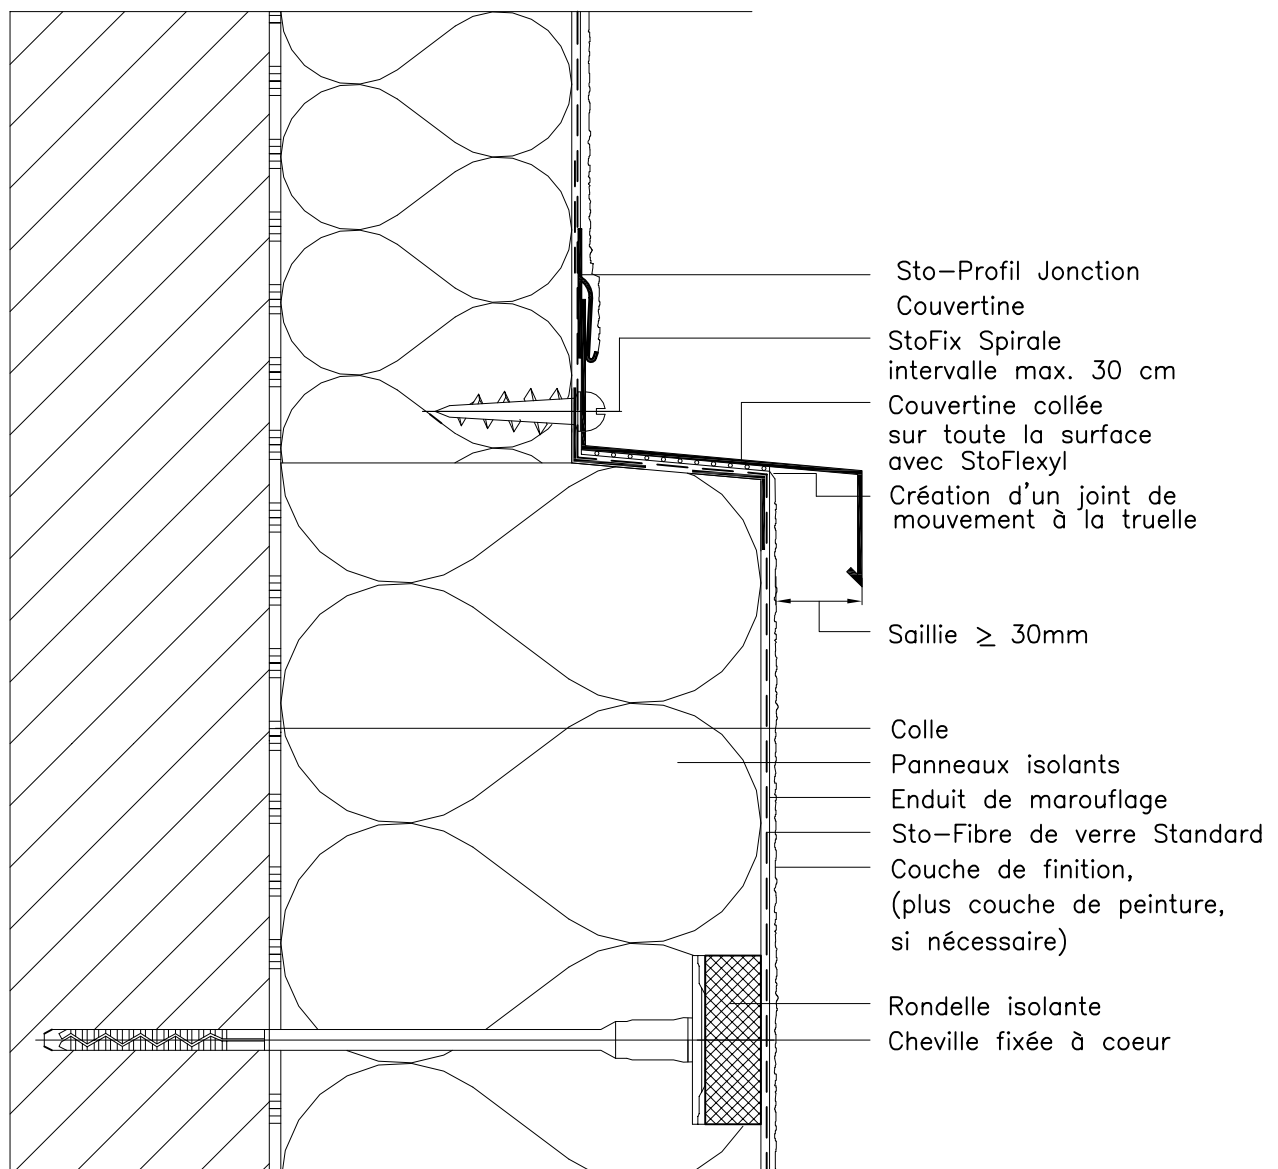 Sto-Profil Jonction
Couvertine
StoFix Spirale
intervalle max. 30 cm
Couvertine collée
sur toute la surface
avec StoFlexyl
Création d'un joint de
mouvement à la truelle
Saillie ≥ 30mm
Colle
Panneaux isolants
Enduit de marouflage
Sto-Fibre de verre Standard
Couche de finition,
(plus couche de peinture,
si nécessaire)
Rondelle isolante
Cheville fixée à coeur